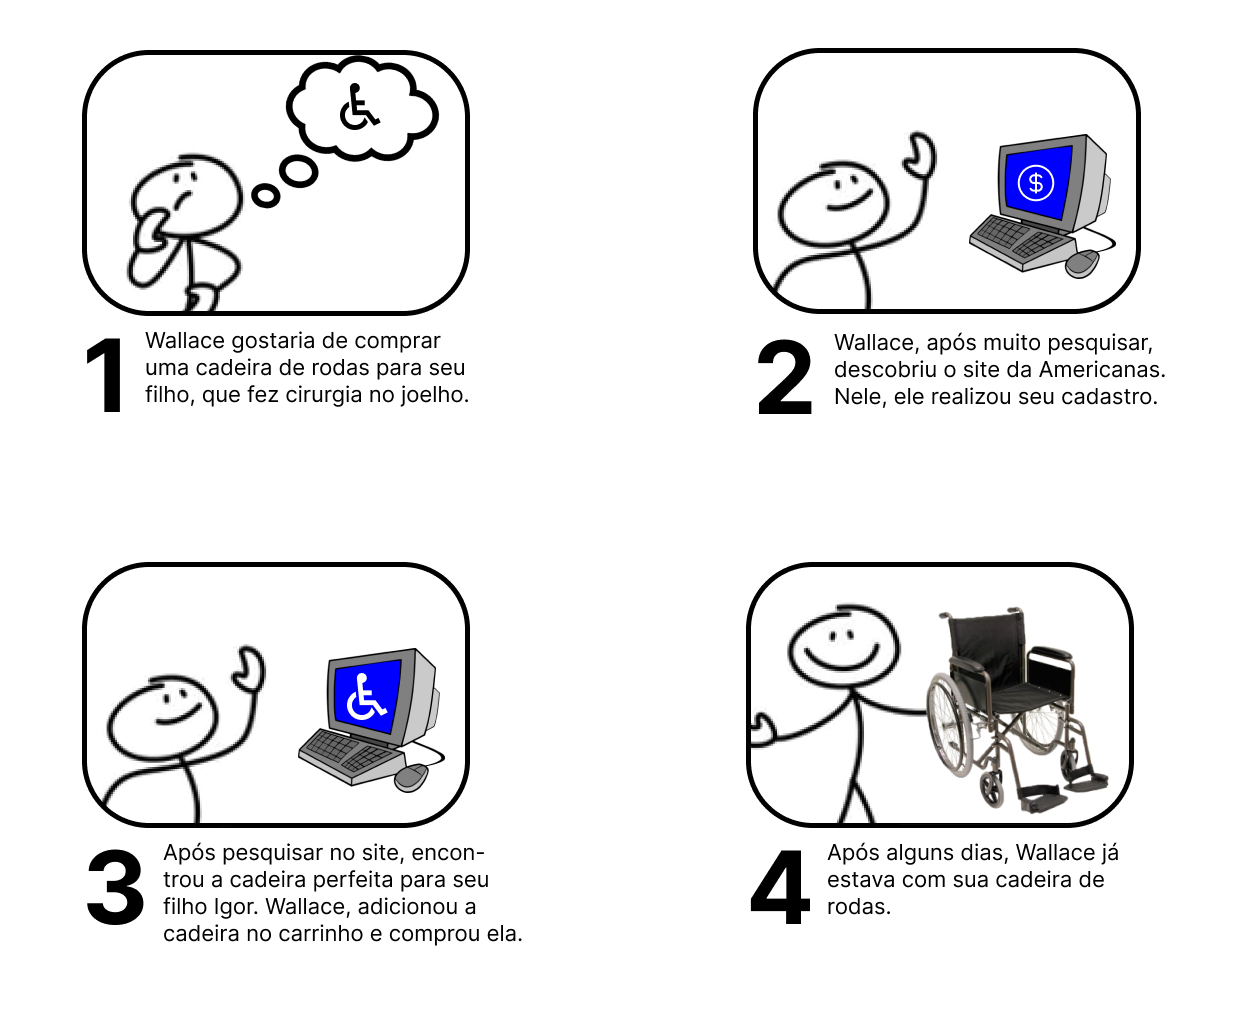 1
Wallace gostaria de comprar
uma cadeira de rodas para seu
filho, que fez cirurgia no joelho.
$
2
Wallace, após muito pesquisar,
descobriu o site da Americanas.
Nele, ele realizou seu cadastro.
3
Após pesquisar no site, encon-
trou a cadeira perfeita para seu
filho Igor. Wallace, adicionou a
cadeira no carrinho e comprou ela.
4
Após alguns dias, Wallace já
estava com sua cadeira de
rodas.